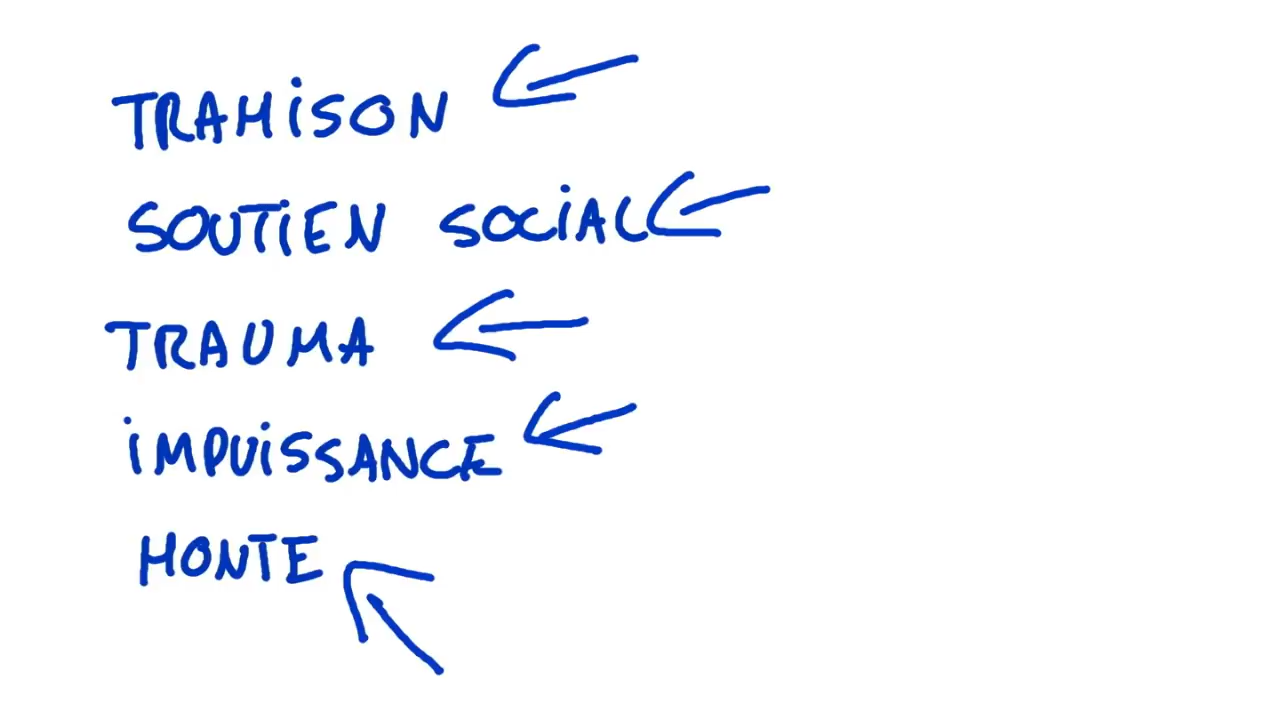 TRAHISON
SOUTIEN SOCIAL
TRAUMA
iMPUISSANCE
HONTE